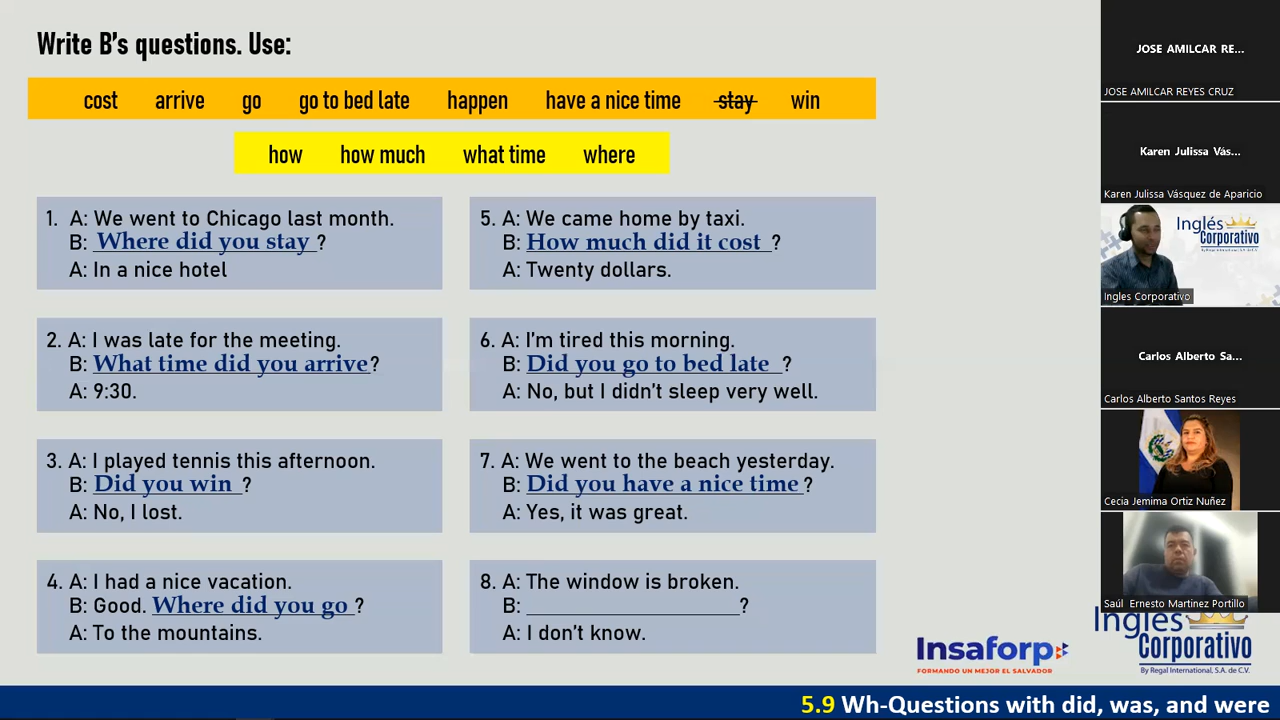 Write B's questions. Use:
cost arrive go go to bed late happen have a nice time stay win
how how much what time where
1. A: We went to Chicago last month.
B: Where did you stay ?
A: In a nice hotel
2. A: I was late for the meeting.
B: What time did you arrive?
A: 9:30.
3. A: I played tennis this afternoon.
B: Did you win ?
A: No, I lost.
4. A: I had a nice vacation.
B: Good. Where did you go ?
A: To the mountains.
5. A: We came home by taxi.
B: How much did it cost ?
A: Twenty dollars.
6. A: I'm tired this morning.
B: Did you go to bed late ?
A: No, but I didn't sleep very well.
7. A: We went to the beach yesterday.
B: Did you have a nice time ?
A: Yes, it was great.
8. A: The window is broken.
B: ____________________?
A: I don't know.
Insaforp
FORMANDO UN MEJOR EL SALVADOR
Inglés
Corporativo
By Regal International, S.A. de C.V.
5.9 Wh-Questions with did, was, and were
JOSE AMILCAR RE...
JOSE AMILCAR REYES CRUZ
Karen Julissa Vás...
Karen Julissa Vásquez de Aparicio
Inglés
Corporativo
Ingles Corporativo
Carlos Alberto Sa...
Carlos Alberto Santos Reyes
Cecia Jemima Ortiz Nuñez
Saúl Ernesto Martinez Portillo